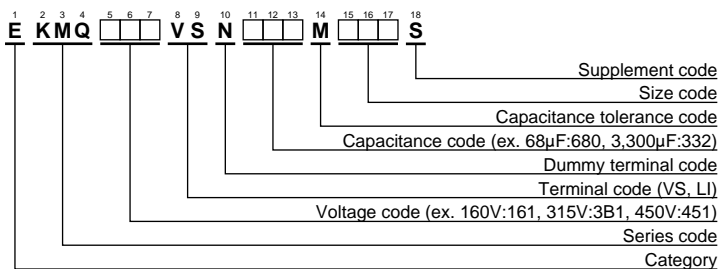 1 2 3 4 5 6 7 8 9 10 11 12 13 14 15 16 17 18
E KMQ VS N M S
Supplement code
Size code
Capacitance tolerance code
Capacitance code (ex. 68µF:680, 3,300µF:332)
Dummy terminal code
Terminal code (VS, LI)
Voltage code (ex. 160V:161, 315V:3B1, 450V:451)
Series code
Category